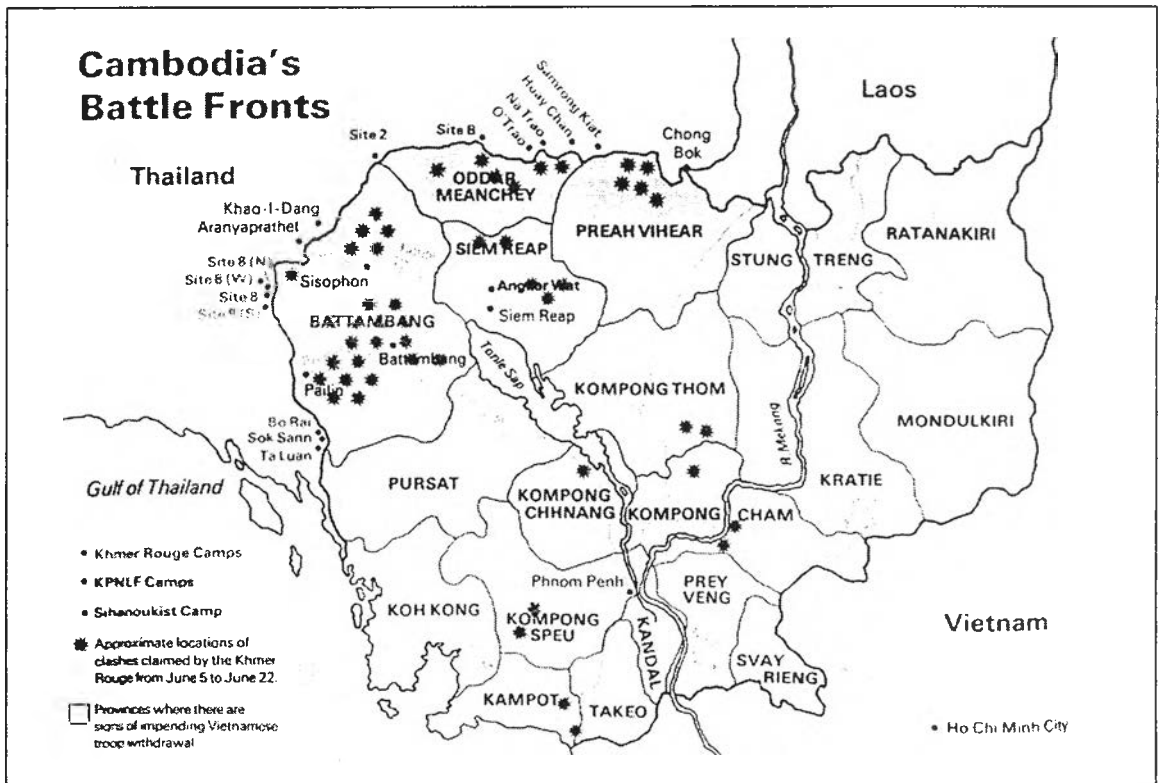 Cambodia's
Battle Fronts
Laos
Samrong Kiat
Huay Chan
Na Trao
O'Trao
Site B
Site 2
Chong
Bok
Thailand
ODDAR
MEANCHEY
Khao-I-Dang
Aranyaprathet
PREAH VIHEAR
RATANAKIRI
SIEM REAP
STUNG
TRENG
Site 8 (N)
Sisophon
Site 8 (W)
Site 8
Site 8 (S)
Angkor Wat
Siem Reap
BATTAMBANG
Battambang
Tonle Sap
Pailin
KOMPONG THOM
MONDULKIRI
R. Mekong
Bo Rai
Sok Sann
Ta Luan
Gulf of Thailand
PURSAT
KRATIE
KOMPONG
CHHNANG
KOMPONG
CHAM
• Khmer Rouge Camps
• KPNLF Camps
• Sihanoukist Camp
Phnom Penh
PREY
VENG
KOH KONG
KOMPONG
SPEU
KANDAL
Vietnam
Approximate locations of
clashes claimed by the Khmer
Rouge from June 5 to June 22.
SVAY
RIENG
KAMPOT
TAKEO
Provinces where there are
signs of impending Vietnamese
troop withdrawal
• Ho Chi Minh City